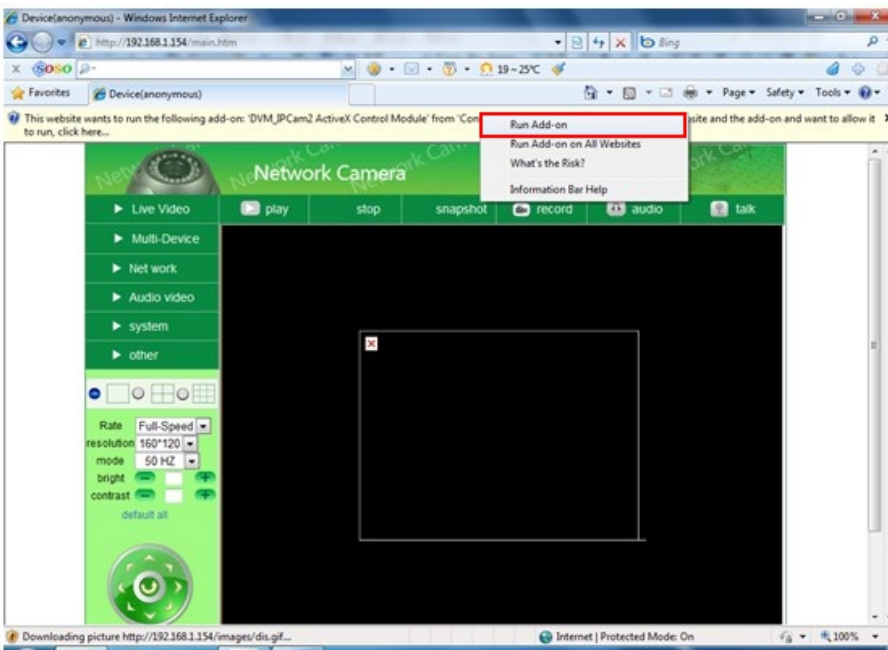 Device(anonymous) - Windows Internet Explorer
http://192.168.1.154/main.htm
Bing
x SOSO
19~25℃
Favorites
Device(anonymous)
Page
Safety
Tools
This website wants to run the following add-on: 'DVM_IPCam2 ActiveX Control Module' from
site and the add-on and want to allow it
to run, click here...
Run Add-on
Run Add-on on All Websites
What's the Risk?
Information Bar Help
Network Camera
Live Video
play
stop
snapshot
record
audio
talk
Multi-Device
Net work
Audio video
system
other
Rate Full-Speed
resolution 160*120
mode 50 HZ
bright
contrast
default all
Downloading picture http://192.168.1.154/images/dis.gif...
Internet | Protected Mode: On
100%